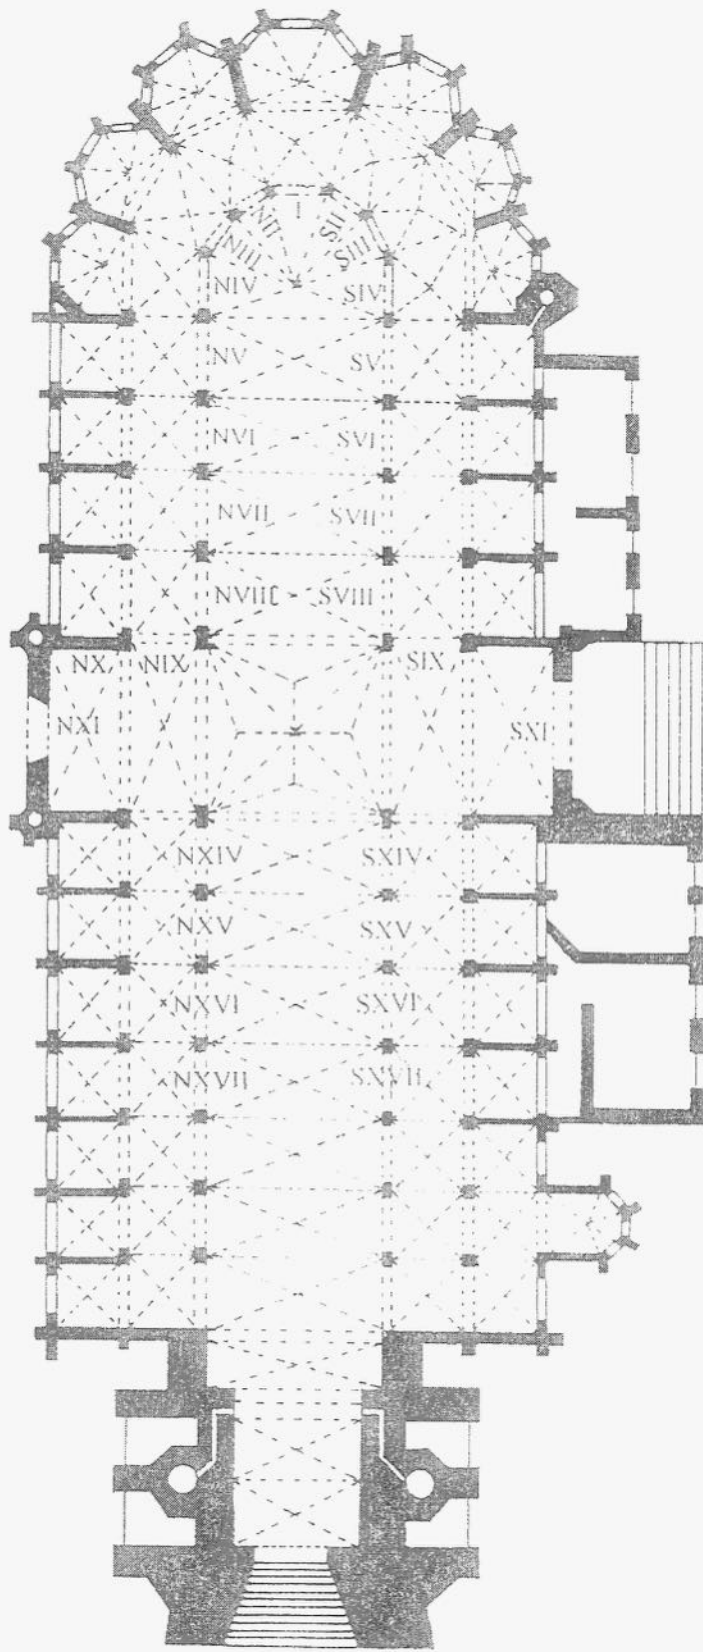 I
NII SII
NIII SIII
NIV SIV
NV SV
NVI SVI
NVII SVII
NVIII SVIII
NX NIX SIX
NXI SXI
NXIV SXIV
NXV SXV
NXVI SXVI
NXVII SXVII